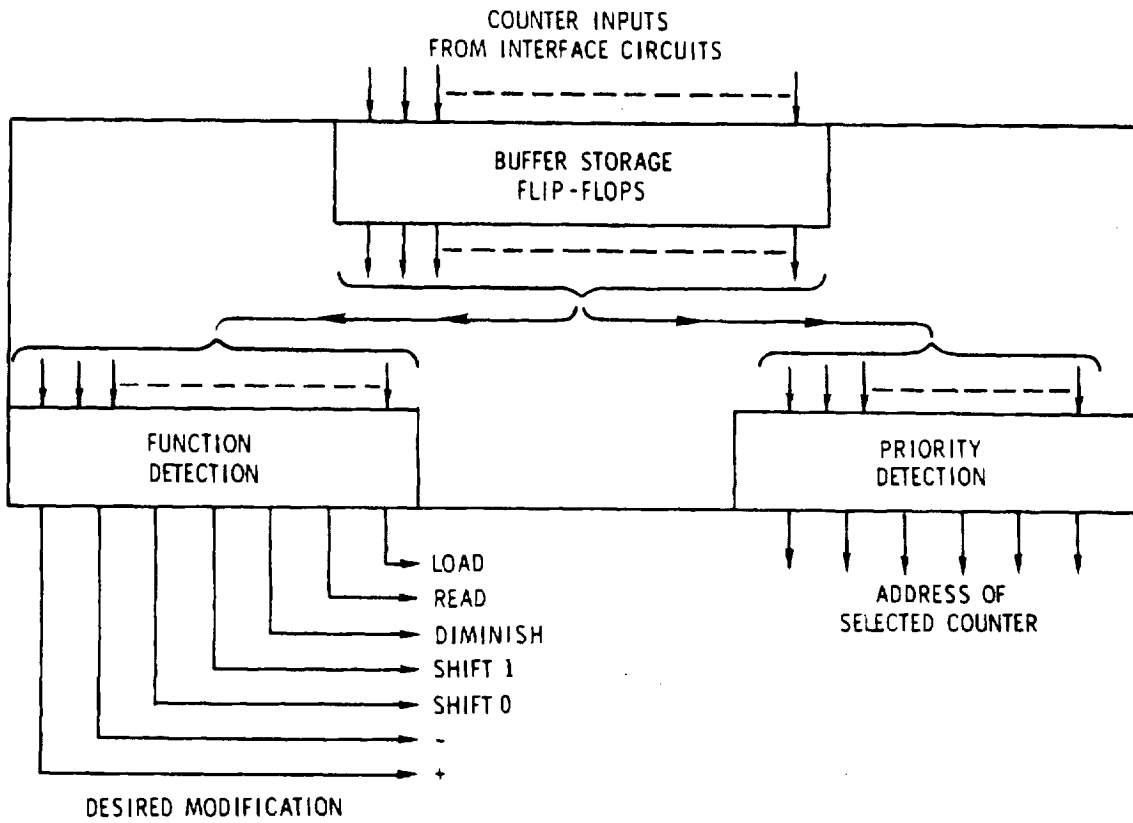 COUNTER INPUTS
FROM INTERFACE CIRCUITS
BUFFER STORAGE
FLIP-FLOPS
FUNCTION
DETECTION
PRIORITY
DETECTION
LOAD
READ
DIMINISH
SHIFT 1
SHIFT 0
-
+
ADDRESS OF
SELECTED COUNTER
DESIRED MODIFICATION